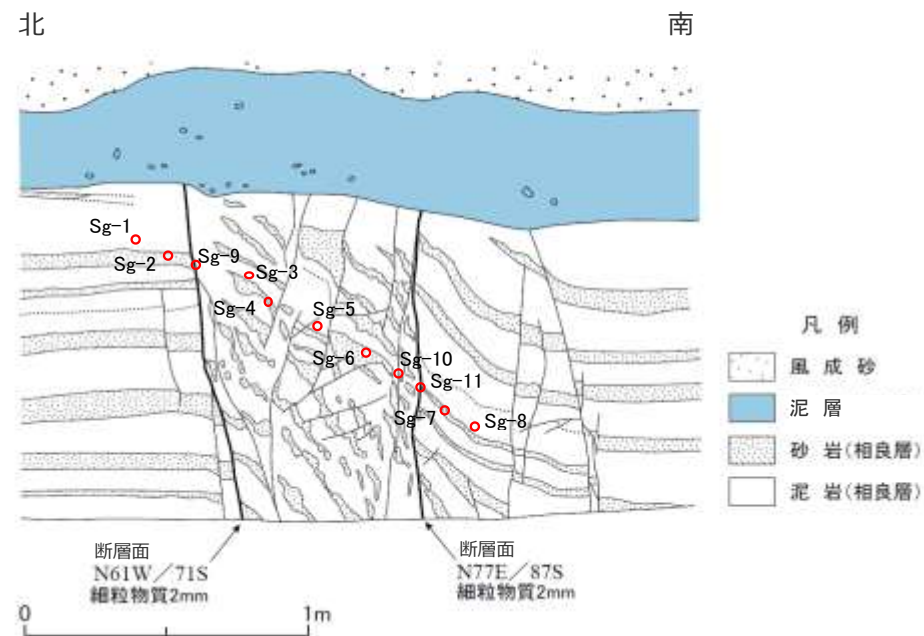 北
南
Sg-1
Sg-2
Sg-9
Sg-3
Sg-4
Sg-5
Sg-6
Sg-10
Sg-11
Sg-7
Sg-8
凡 例
風 成 砂
泥 層
砂 岩(相良層)
泥 岩(相良層)
断層面
N61W/71S
細粒物質2mm
断層面
N77E/87S
細粒物質2mm
0
1m